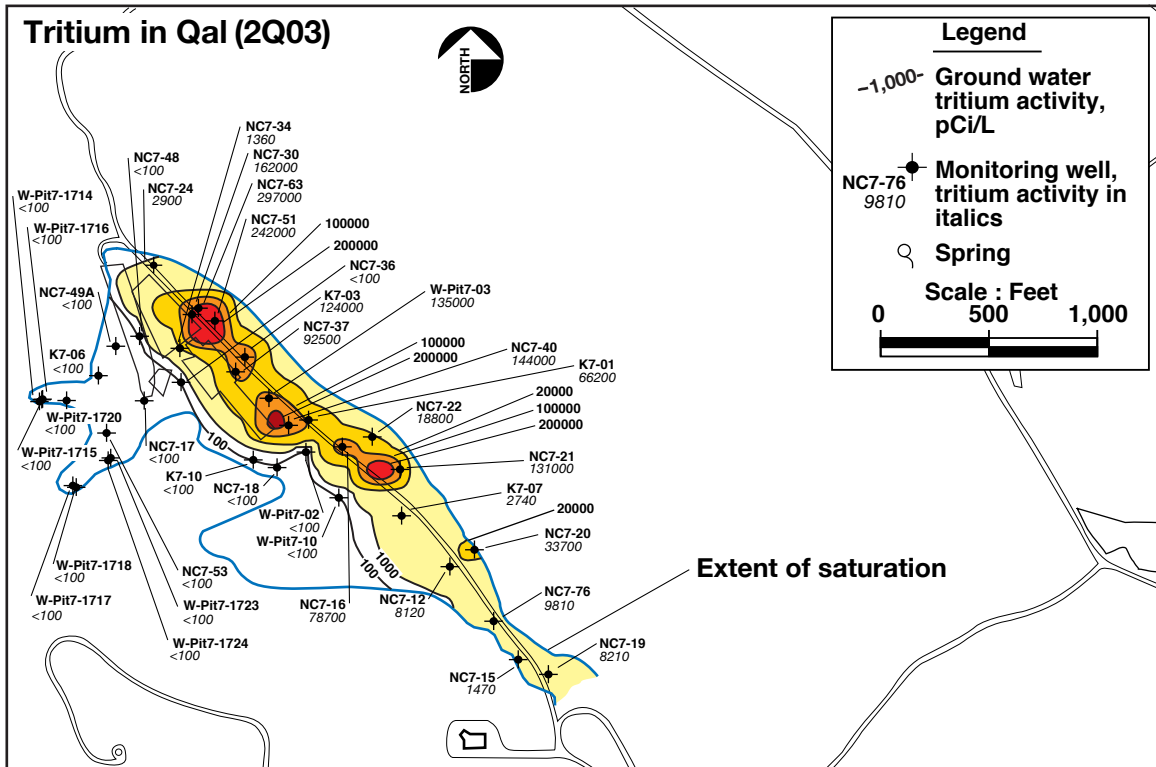 Tritium in Qal (2Q03)
NORTH
Legend
–1,000-
Ground water
tritium activity,
pCi/L
NC7-76
9810
Monitoring well,
tritium activity in
italics
Spring
Scale : Feet
0 500 1,000
NC7-34
1360
NC7-30
162000
NC7-63
297000
NC7-51
242000
100000
200000
NC7-36
<100
K7-03
124000
NC7-37
92500
W-Pit7-03
135000
100000
200000
NC7-40
144000
K7-01
66200
NC7-22
18800
20000
100000
200000
NC7-21
131000
K7-07
2740
20000
NC7-20
33700
Extent of saturation
NC7-76
9810
NC7-19
8210
NC7-15
1470
NC7-12
8120
NC7-16
78700
W-Pit7-10
<100
W-Pit7-02
<100
NC7-18
<100
K7-10
<100
NC7-17
<100
100
1000
100
NC7-48
<100
NC7-24
2900
W-Pit7-1714
<100
W-Pit7-1716
<100
NC7-49A
<100
K7-06
<100
W-Pit7-1720
<100
W-Pit7-1715
<100
W-Pit7-1718
<100
W-Pit7-1717
<100
NC7-53
<100
W-Pit7-1723
<100
W-Pit7-1724
<100